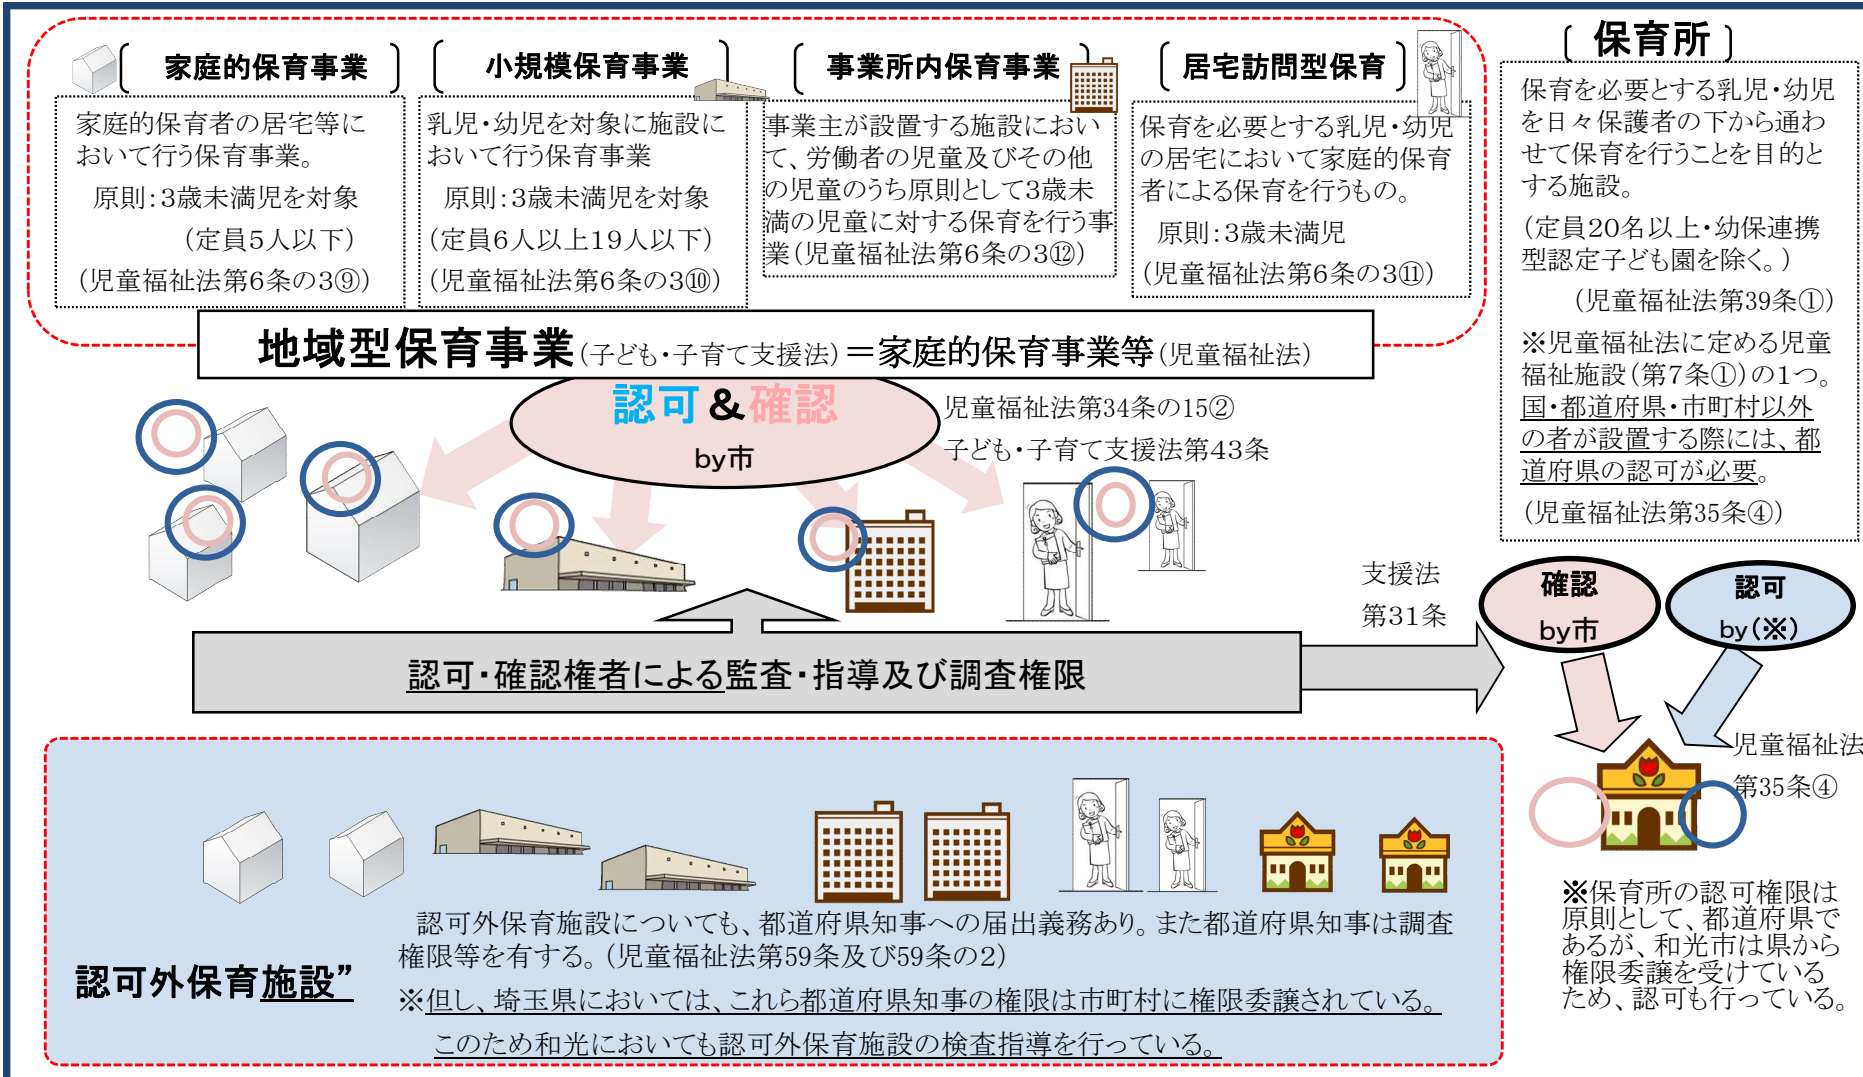 〔 家庭的保育事業 〕
家庭的保育者の居宅等に
おいて行う保育事業。
原則：3歳未満児を対象
（定員5人以下）
（児童福祉法第6条の3⑨）
〔 小規模保育事業 〕
乳児・幼児を対象に施設に
おいて行う保育事業
原則：3歳未満児を対象
（定員6人以上19人以下）
（児童福祉法第6条の3⑩）
〔 事業所内保育事業 〕
事業主が設置する施設におい
て、労働者の児童及びその他
の児童のうち原則として3歳未
満の児童に対する保育を行う事
業（児童福祉法第6条の3⑫）
〔 居宅訪問型保育 〕
保育を必要とする乳児・幼児
の居宅において家庭的保育
者による保育を行うもの。
原則：3歳未満児
（児童福祉法第6条の3⑪）
〔 保育所 〕
保育を必要とする乳児・幼児
を日々保護者の下から通わ
せて保育を行うことを目的と
する施設。
（定員20名以上・幼保連携
型認定子ども園を除く。）
（児童福祉法第39条①）
※児童福祉法に定める児童
福祉施設（第7条①）の1つ。
国・都道府県・市町村以外
の者が設置する際には、都
道府県の認可が必要。
（児童福祉法第35条④）
地域型保育事業（子ども・子育て支援法）＝家庭的保育事業等（児童福祉法）
認可＆確認
by市
児童福祉法第34条の15②
子ども・子育て支援法第43条
認可・確認権者による監査・指導及び調査権限
支援法
第31条
確認
by市
認可
by（※）
児童福祉法
第35条④
※保育所の認可権限は
原則として、都道府県で
あるが、和光市は県から
権限委譲を受けている
ため、認可も行っている。
認可外保育施設”
認可外保育施設についても、都道府県知事への届出義務あり。また都道府県知事は調査
権限等を有する。（児童福祉法第59条及び59条の2）
※但し、埼玉県においては、これら都道府県知事の権限は市町村に権限委譲されている。
このため和光においても認可外保育施設の検査指導を行っている。